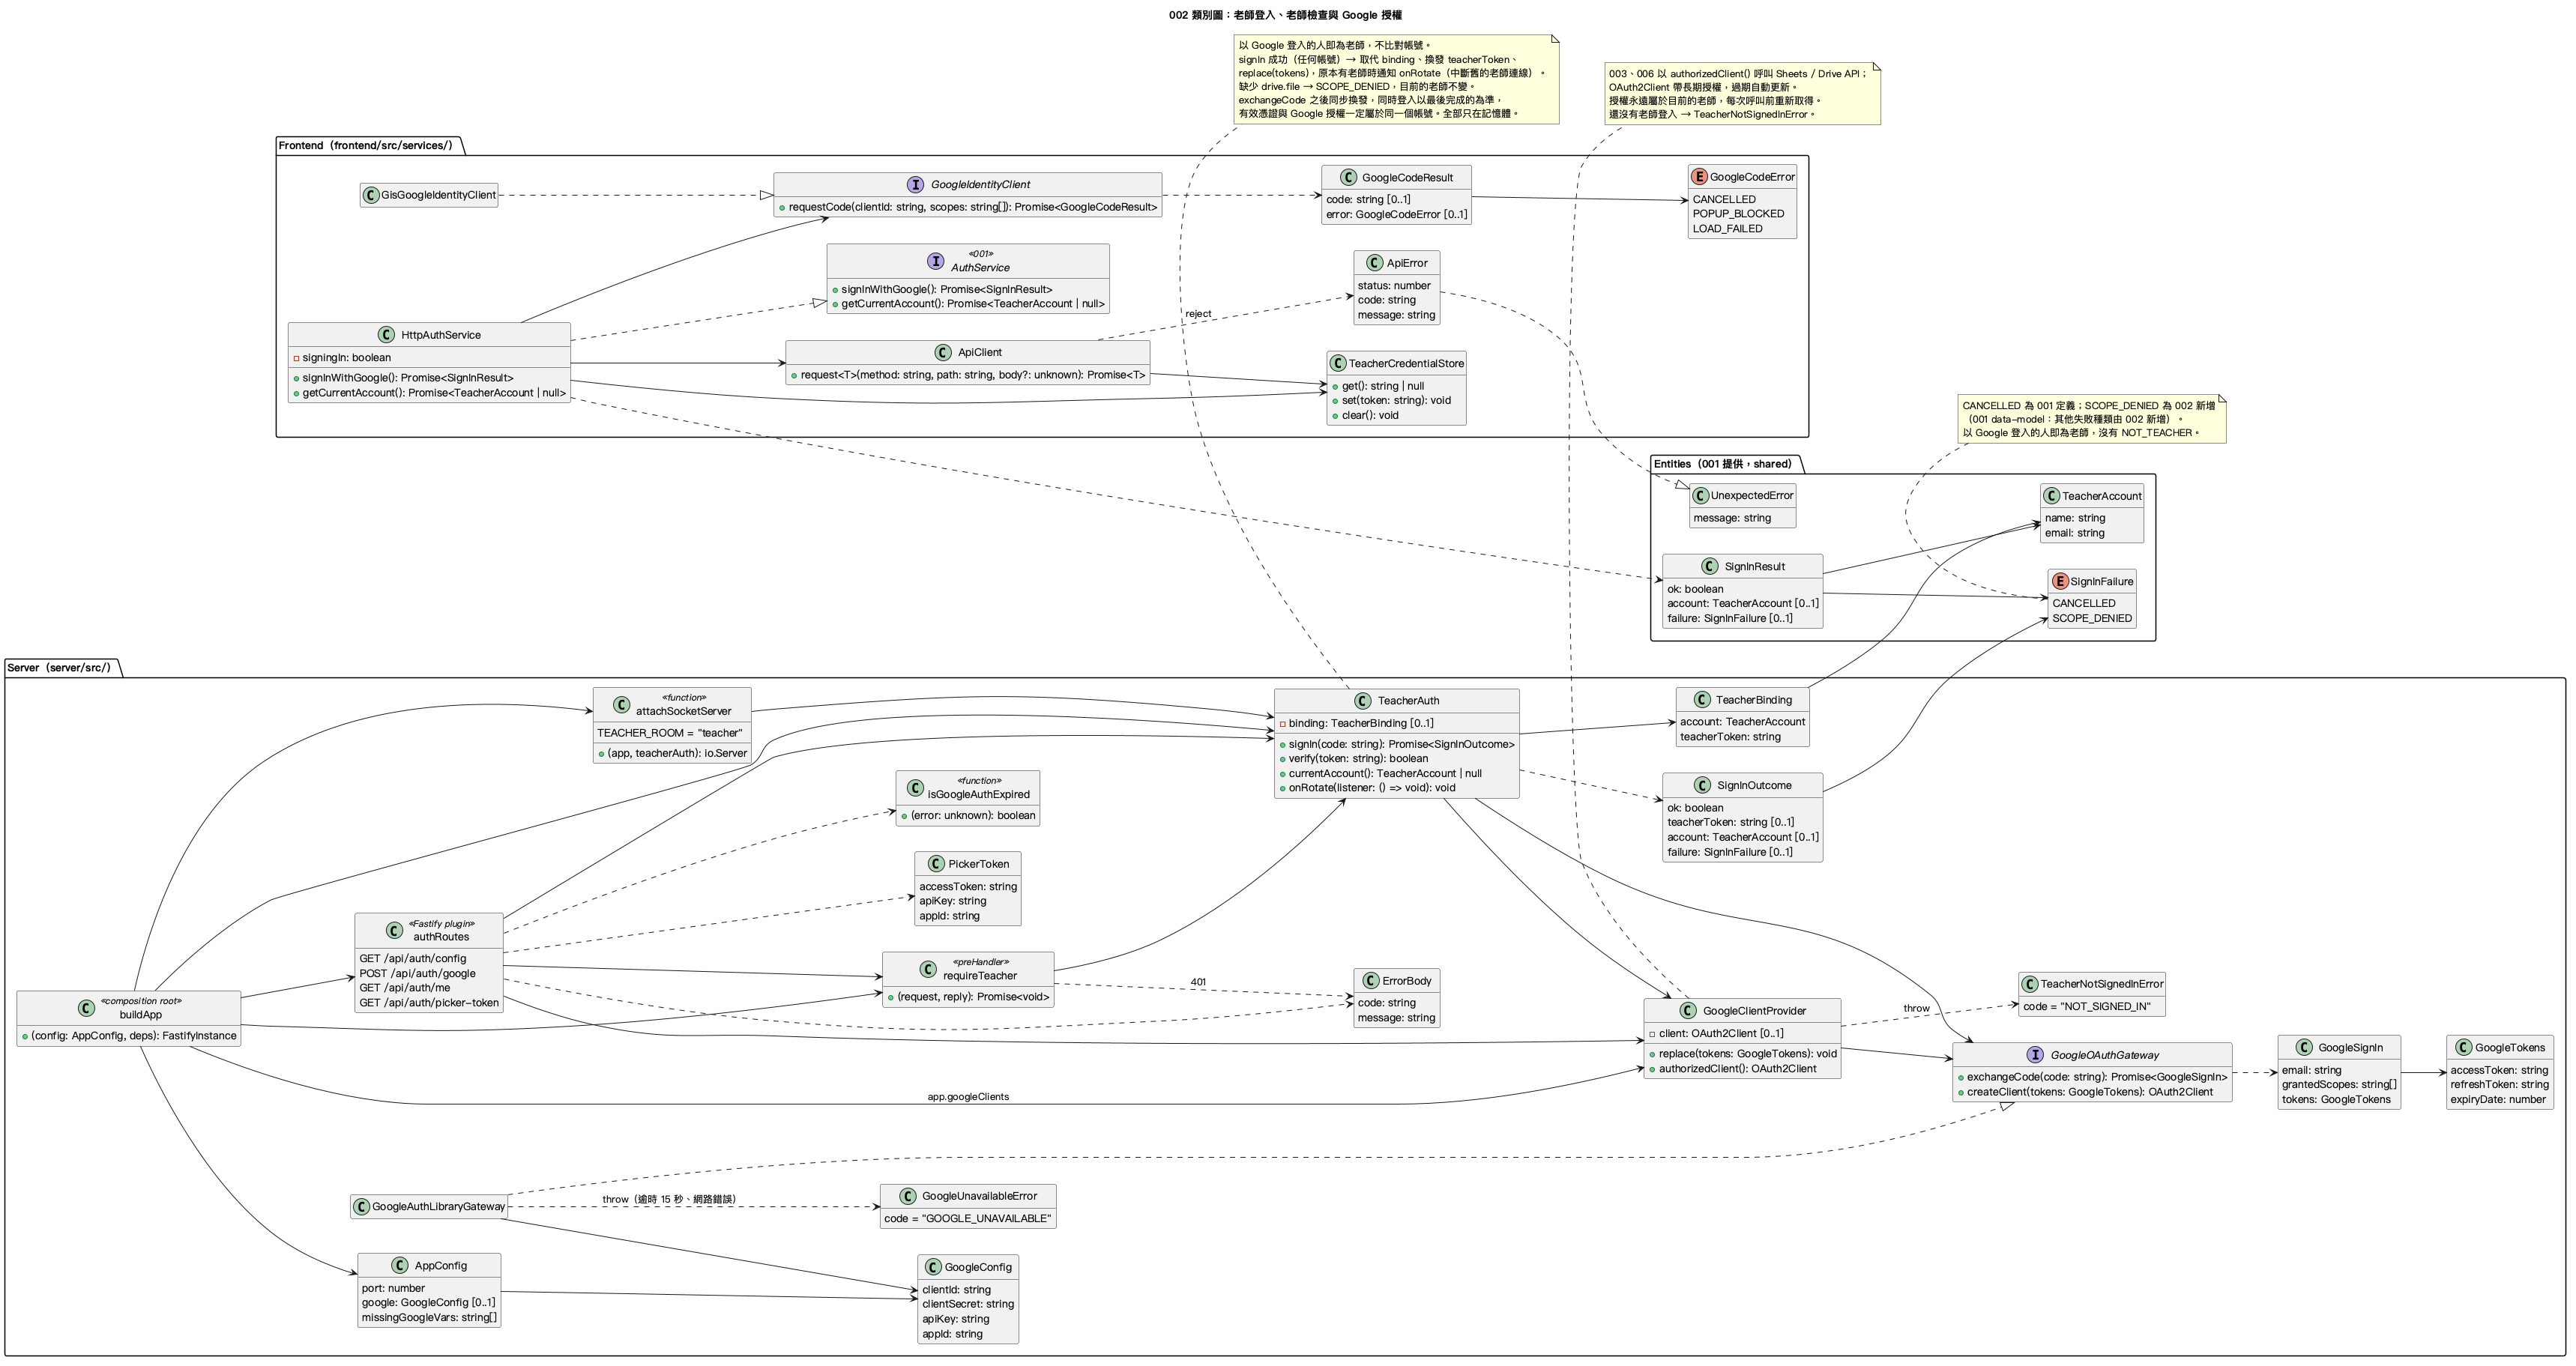 002 類別圖：老師登入、老師檢查與 Google 授權
以 Google 登入的人即為老師，不比對帳號。
signIn 成功（任何帳號）→ 取代 binding、換發 teacherToken、
replace(tokens)，原本有老師時通知 onRotate（中斷舊的老師連線）。
缺少 drive.file → SCOPE_DENIED，目前的老師不變。
exchangeCode 之後同步換發，同時登入以最後完成的為準，
有效憑證與 Google 授權一定屬於同一個帳號。全部只在記憶體。
003、006 以 authorizedClient() 呼叫 Sheets / Drive API；
OAuth2Client 帶長期授權，過期自動更新。
授權永遠屬於目前的老師，每次呼叫前重新取得。
還沒有老師登入 → TeacherNotSignedInError。
Frontend（frontend/src/services/）
GisGoogleIdentityClient
GoogleIdentityClient
requestCode(clientId: string, scopes: string[]): Promise<GoogleCodeResult>
GoogleCodeResult
code: string [0..1]
error: GoogleCodeError [0..1]
GoogleCodeError
CANCELLED
POPUP_BLOCKED
LOAD_FAILED
«001»
AuthService
signInWithGoogle(): Promise<SignInResult>
getCurrentAccount(): Promise<TeacherAccount | null>
ApiError
status: number
code: string
message: string
reject
HttpAuthService
signingIn: boolean
signInWithGoogle(): Promise<SignInResult>
getCurrentAccount(): Promise<TeacherAccount | null>
ApiClient
request<T>(method: string, path: string, body?: unknown): Promise<T>
TeacherCredentialStore
get(): string | null
set(token: string): void
clear(): void
CANCELLED 為 001 定義；SCOPE_DENIED 為 002 新增
（001 data-model：其他失敗種類由 002 新增）。
以 Google 登入的人即為老師，沒有 NOT_TEACHER。
Entities（001 提供，shared）
UnexpectedError
message: string
TeacherAccount
name: string
email: string
SignInResult
ok: boolean
account: TeacherAccount [0..1]
failure: SignInFailure [0..1]
SignInFailure
CANCELLED
SCOPE_DENIED
Server（server/src/）
«function»
attachSocketServer
TEACHER_ROOM = "teacher"
(app, teacherAuth): io.Server
TeacherAuth
binding: TeacherBinding [0..1]
signIn(code: string): Promise<SignInOutcome>
verify(token: string): boolean
currentAccount(): TeacherAccount | null
onRotate(listener: () => void): void
TeacherBinding
account: TeacherAccount
teacherToken: string
«function»
isGoogleAuthExpired
(error: unknown): boolean
SignInOutcome
ok: boolean
teacherToken: string [0..1]
account: TeacherAccount [0..1]
failure: SignInFailure [0..1]
PickerToken
accessToken: string
apiKey: string
appId: string
«Fastify plugin»
authRoutes
GET /api/auth/config
POST /api/auth/google
GET /api/auth/me
GET /api/auth/picker-token
«preHandler»
requireTeacher
(request, reply): Promise<void>
401
ErrorBody
code: string
message: string
«composition root»
buildApp
(config: AppConfig, deps): FastifyInstance
GoogleClientProvider
client: OAuth2Client [0..1]
replace(tokens: GoogleTokens): void
authorizedClient(): OAuth2Client
throw
TeacherNotSignedInError
code = "NOT_SIGNED_IN"
GoogleOAuthGateway
exchangeCode(code: string): Promise<GoogleSignIn>
createClient(tokens: GoogleTokens): OAuth2Client
GoogleSignIn
email: string
grantedScopes: string[]
tokens: GoogleTokens
GoogleTokens
accessToken: string
refreshToken: string
expiryDate: number
app.googleClients
GoogleAuthLibraryGateway
throw（逾時 15 秒、網路錯誤）
GoogleUnavailableError
code = "GOOGLE_UNAVAILABLE"
AppConfig
port: number
google: GoogleConfig [0..1]
missingGoogleVars: string[]
GoogleConfig
clientId: string
clientSecret: string
apiKey: string
appId: string